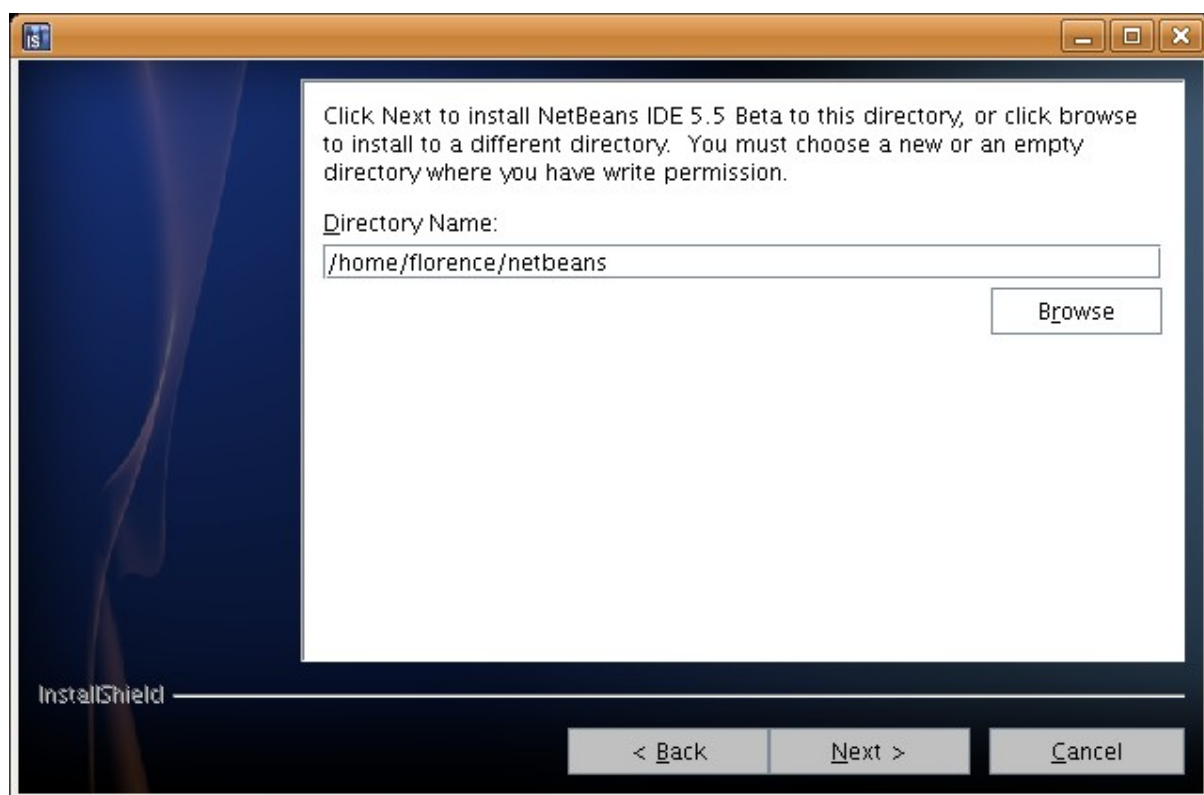 IS
Click Next to install NetBeans IDE 5.5 Beta to this directory, or click browse
to install to a different directory.  You must choose a new or an empty
directory where you have write permission.
Directory Name:
/home/florence/netbeans
Browse
InstallShield
< Back
Next >
Cancel